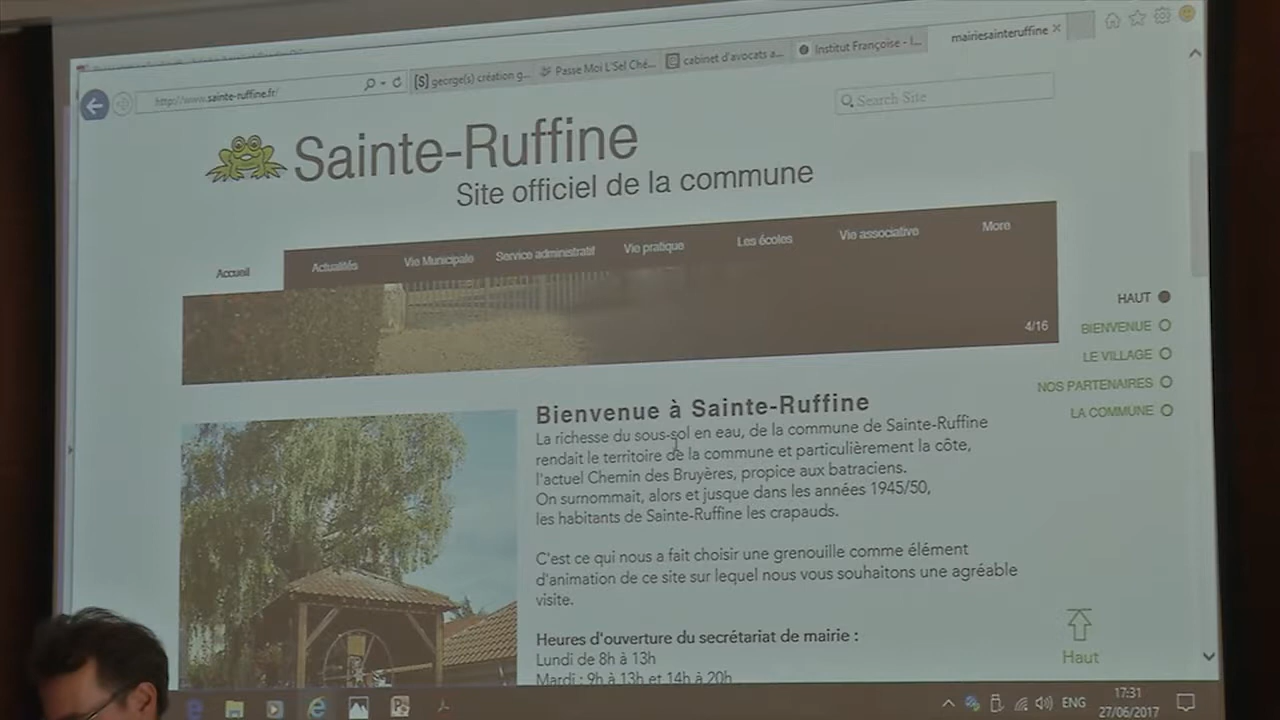 http://www.sainte-ruffine.fr/
[S] george(s) création g...
Passe Moi L'Sel Ché...
cabinet d'avocats a...
Institut Françoise - I...
mairiesainteruffine
Search Site
Sainte-Ruffine
Site officiel de la commune
Accueil
Actualités
Vie Municipale
Service administratif
Vie pratique
Les écoles
Vie associative
More
4/16
HAUT
BIENVENUE
LE VILLAGE
NOS PARTENAIRES
LA COMMUNE
Bienvenue à Sainte-Ruffine
La richesse du sous-sol en eau, de la commune de Sainte-Ruffine
rendait le territoire de la commune et particulièrement la côte,
l'actuel Chemin des Bruyères, propice aux batraciens.
On surnommait, alors et jusque dans les années 1945/50,
les habitants de Sainte-Ruffine les crapauds.
C'est ce qui nous a fait choisir une grenouille comme élément
d'animation de ce site sur lequel nous vous souhaitons une agréable
visite.
Heures d'ouverture du secrétariat de mairie :
Lundi de 8h à 13h
Mardi : 9h à 13h et 14h à 20h
Haut
ENG
17:31
27/06/2017